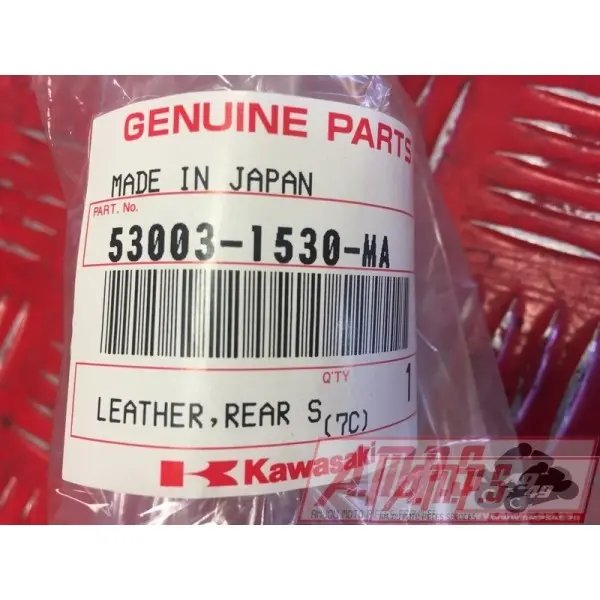 GENUINE PARTS
MADE IN JAPAN
PART. No.
53003-1530-MA
Q'TY 1
LEATHER,REAR S(7C)
Kawasaki